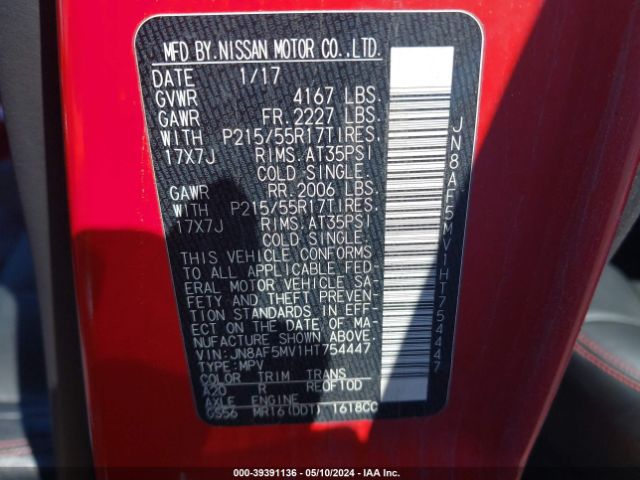 MFD BY.NISSAN MOTOR CO.,LTD.
DATE 1/17
GVWR 4167 LBS.
GAWR FR. 2227 LBS.
WITH P215/55R17TIRES.
17X7J RIMS. AT35PSI
COLD SINGLE.
GAWR RR. 2006 LBS.
WITH P215/55R17TIRES.
17X7J RIMS. AT35PSI
COLD SINGLE.
THIS VEHICLE CONFORMS
TO ALL APPLICABLE FED-
ERAL MOTOR VEHICLE SA-
FETY AND THEFT PREVEN-
TION STANDARDS IN EFF-
ECT ON THE DATE OF MA-
NUFACTURE SHOWN ABOVE.
VIN: JN8AF5MV1HT754447
TYPE: MPV
COLOR TRIM TRANS
A20 R RE0F10D
AXLE ENGINE
GS56 MR16(DDT) 1618CC
JN8AF5MV1HT754447
000-39391136 - 05/10/2024 - IAA Inc.